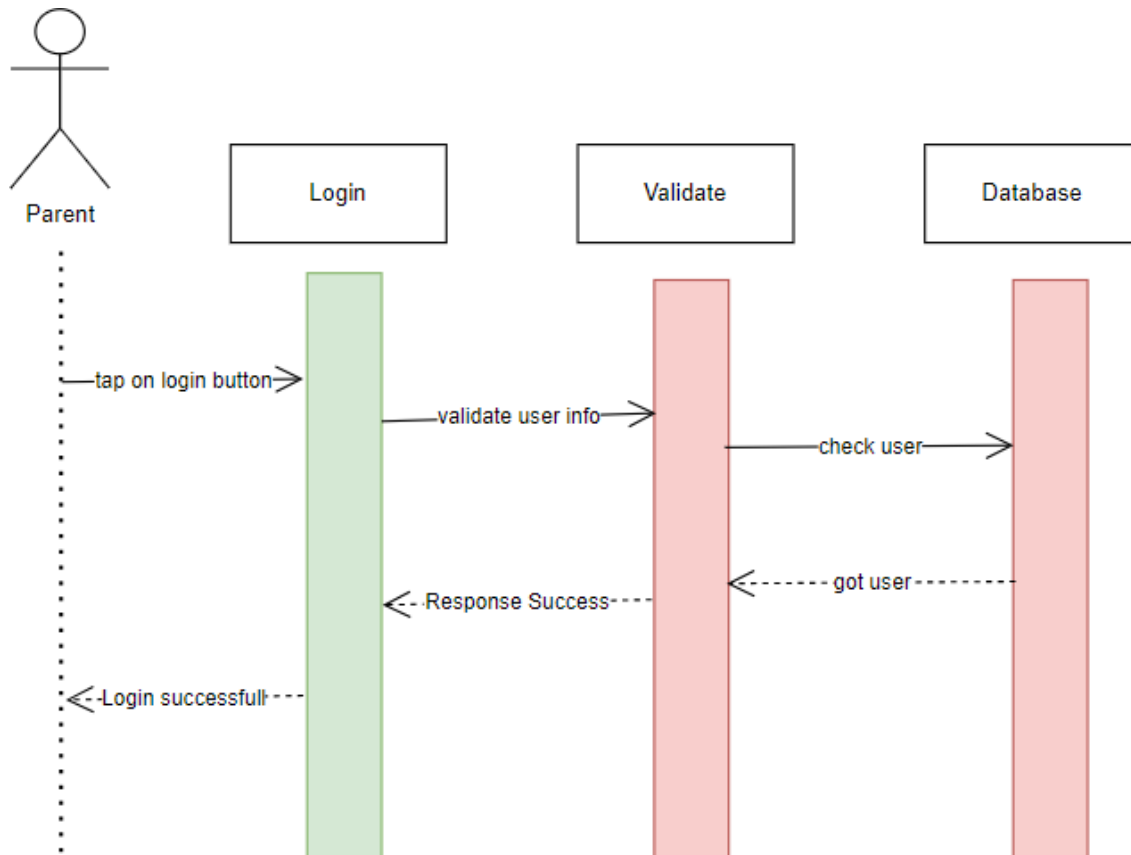 Parent
Login
Validate
Database
tap on login button
validate user info
check user
got user
Response Success
Login successfull